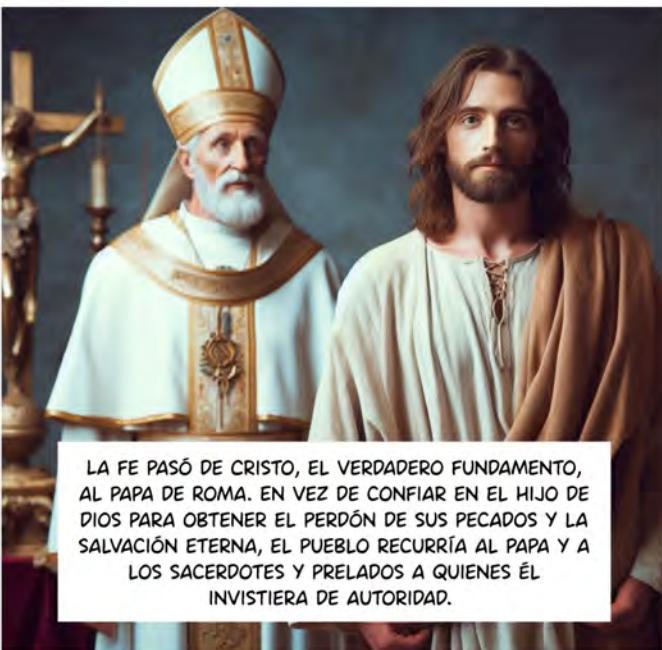 LA FE PASÓ DE CRISTO, EL VERDADERO FUNDAMENTO,
AL PAPA DE ROMA. EN VEZ DE CONFIAR EN EL HIJO DE
DIOS PARA OBTENER EL PERDÓN DE SUS PECADOS Y LA
SALVACIÓN ETERNA, EL PUEBLO RECURRÍA AL PAPA Y A
LOS SACERDOTES Y PRELADOS A QUIENES ÉL
INVISTIERA DE AUTORIDAD.